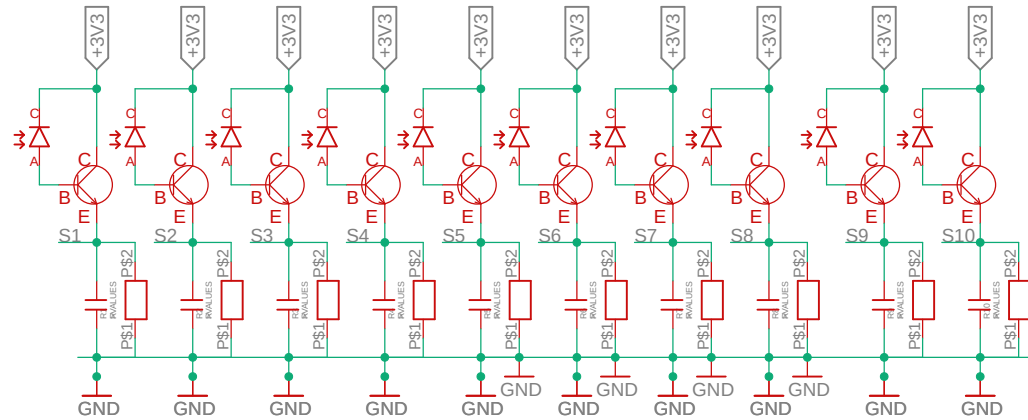 +3V3 +3V3 +3V3 +3V3 +3V3 +3V3 +3V3 +3V3 +3V3 +3V3
C C C C C C C C C C
A C A C A C A C A C A C A C A C A C A C
B B B B B B B B B B
E E E E E E E E E E
S1 S2 S3 S4 S5 S6 S7 S8 S9 S10
P$2 P$2 P$2 P$2 P$2 P$2 P$2 P$2 P$2 P$2
P$1 P$1 P$1 P$1 P$1 P$1 P$1 P$1 P$1 P$1
GND GND GND GND
GND GND GND GND GND GND GND GND GND GND